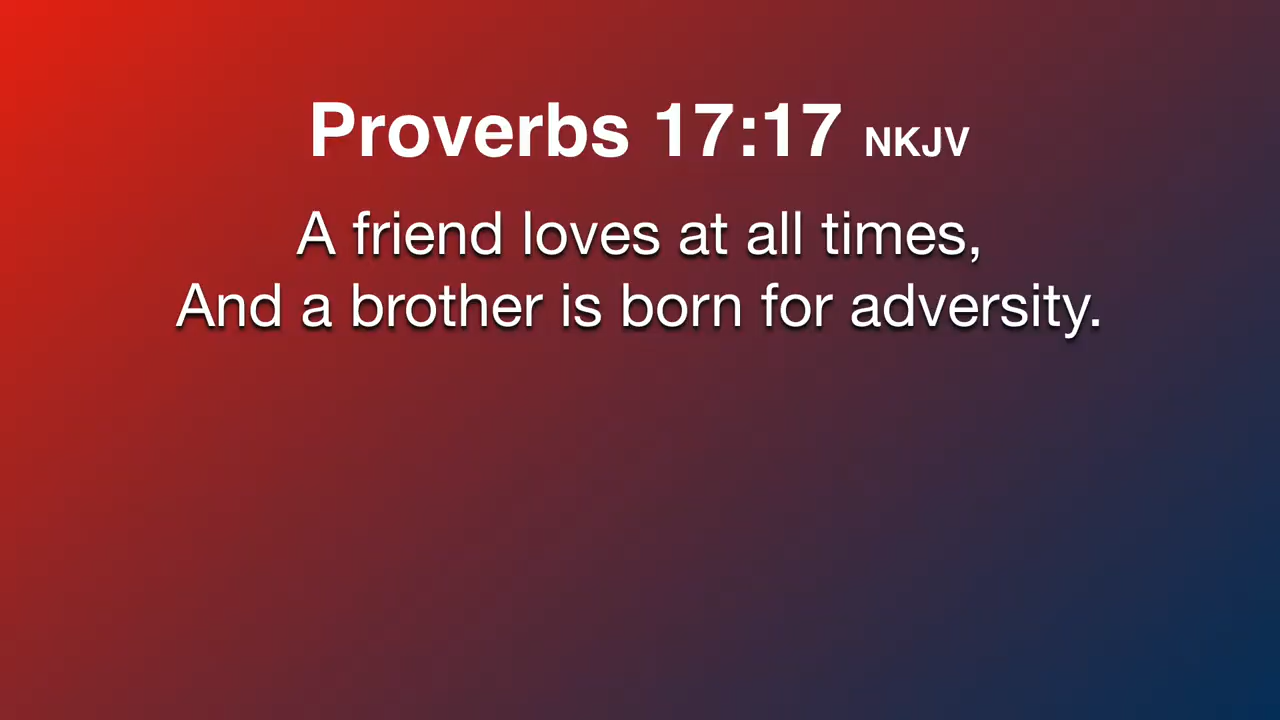 Proverbs 17:17 NKJV
A friend loves at all times,
And a brother is born for adversity.